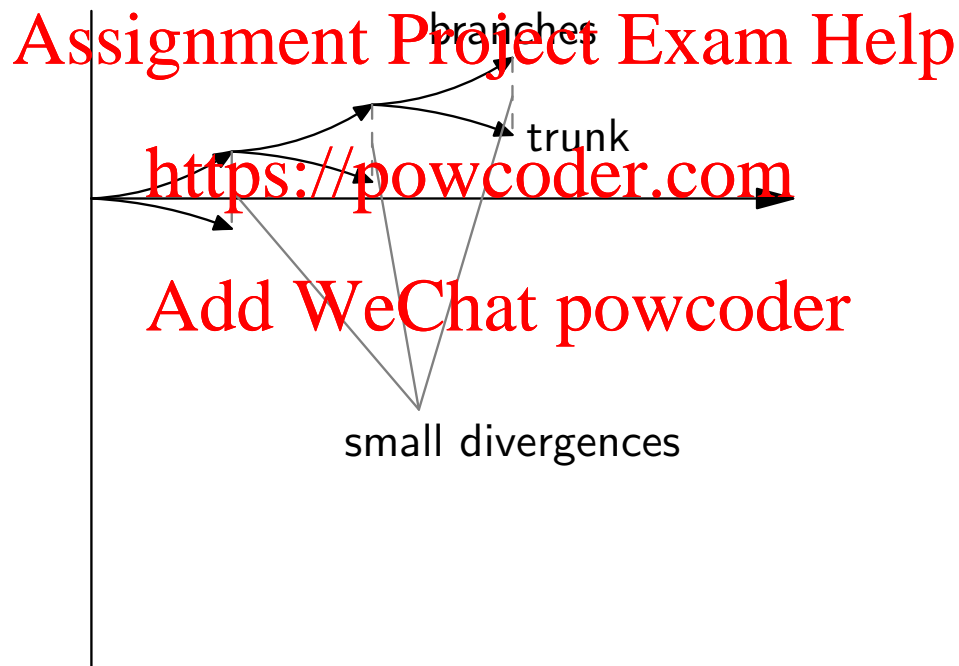 Assignment Project Exam Help
branches
trunk
https://powcoder.com
Add WeChat powcoder
small divergences